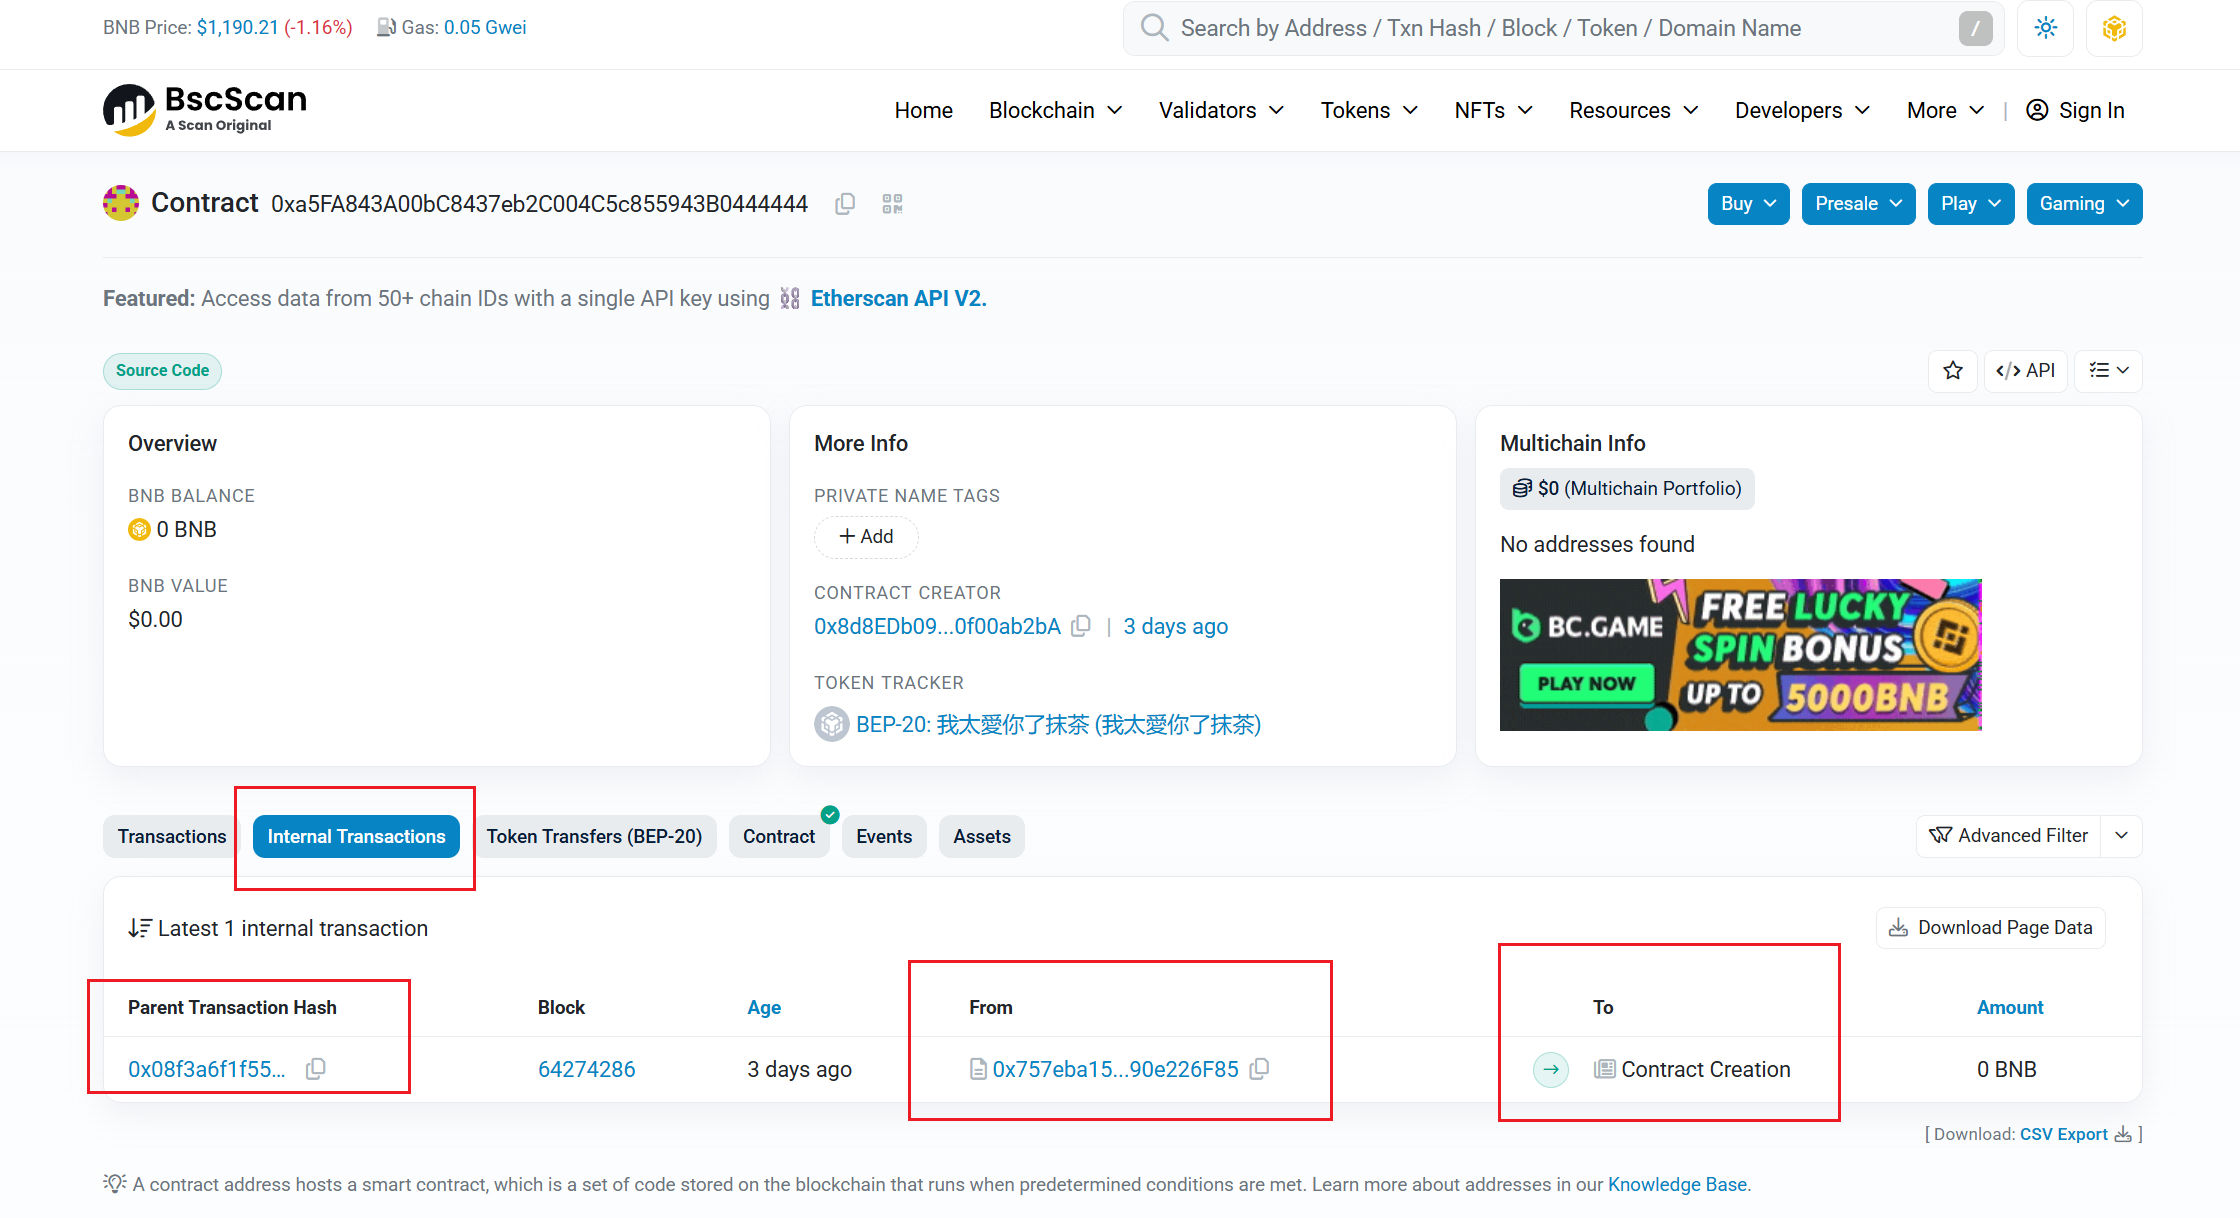 BNB Price: $1,190.21 (-1.16%) Gas: 0.05 Gwei
Search by Address / Txn Hash / Block / Token / Domain Name /
BscScan
A Scan Original
Home Blockchain Validators Tokens NFTs Resources Developers More | Sign In
Contract 0xa5FA843A00bC8437eb2C004C5c855943B0444444
Buy Presale Play Gaming
Featured: Access data from 50+ chain IDs with a single API key using Etherscan API V2.
Source Code
</> API
Overview
BNB BALANCE
0 BNB
BNB VALUE
$0.00
More Info
PRIVATE NAME TAGS
+ Add
CONTRACT CREATOR
0x8d8EDb09...0f00ab2bA | 3 days ago
TOKEN TRACKER
BEP-20: 我太愛你了抹茶 (我太愛你了抹茶)
Multichain Info
$0 (Multichain Portfolio)
No addresses found
BC.GAME
PLAY NOW
FREE LUCKY
SPIN BONUS
UP TO 5000BNB
Transactions Internal Transactions Token Transfers (BEP-20) Contract Events Assets
Advanced Filter
Latest 1 internal transaction
Download Page Data
Parent Transaction Hash Block Age From To Amount
0x08f3a6f1f55... 64274286 3 days ago 0x757eba15...90e226F85 Contract Creation 0 BNB
[ Download: CSV Export ]
A contract address hosts a smart contract, which is a set of code stored on the blockchain that runs when predetermined conditions are met. Learn more about addresses in our Knowledge Base.